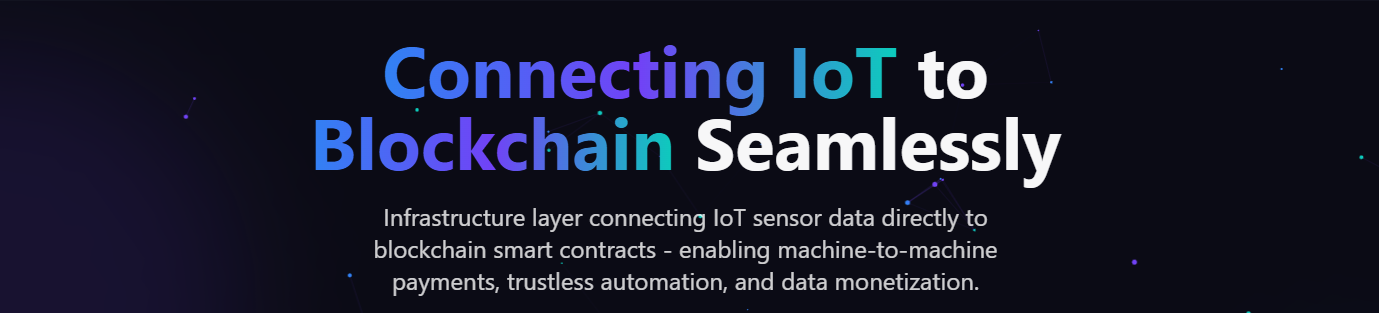 Connecting IoT to
Blockchain Seamlessly
Infrastructure layer connecting IoT sensor data directly to
blockchain smart contracts - enabling machine-to-machine
payments, trustless automation, and data monetization.